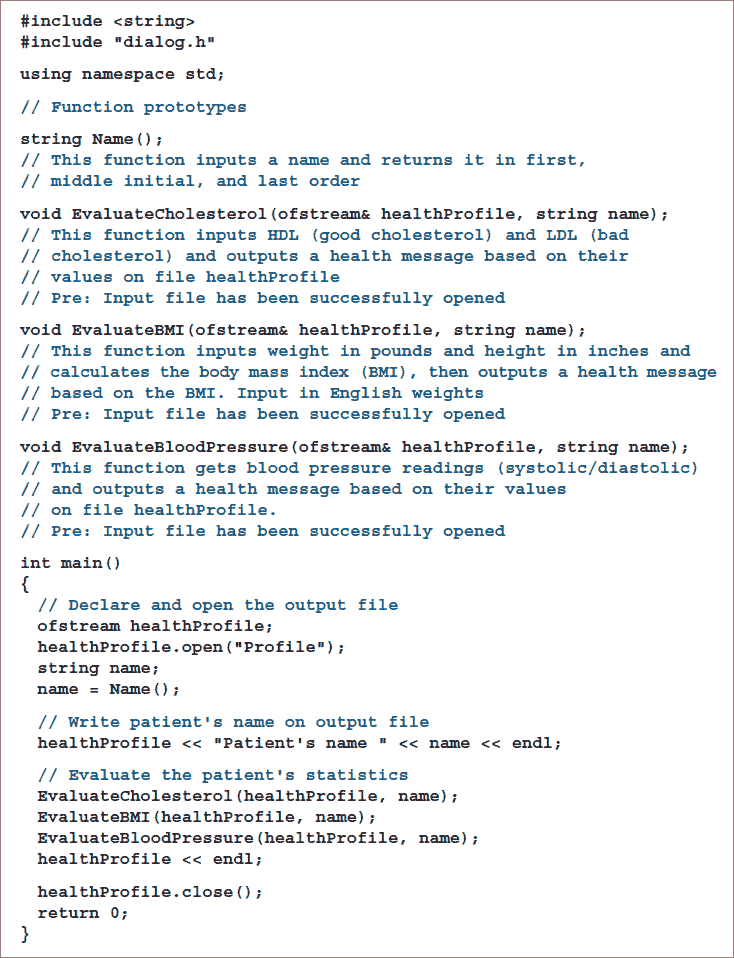 #include <string>
#include "dialog.h"
using namespace std;
// Function prototypes
string Name();
// This function inputs a name and returns it in first,
// middle initial, and last order
void EvaluateCholesterol(ofstream& healthProfile, string name);
// This function inputs HDL (good cholesterol) and LDL (bad
// cholesterol) and outputs a health message based on their
// values on file healthProfile
// Pre: Input file has been successfully opened
void EvaluateBMI(ofstream& healthProfile, string name);
// This function inputs weight in pounds and height in inches and
// calculates the body mass index (BMI), then outputs a health message
// based on the BMI. Input in English weights
// Pre: Input file has been successfully opened
void EvaluateBloodPressure(ofstream& healthProfile, string name);
// This function gets blood pressure readings (systolic/diastolic)
// and outputs a health message based on their values
// on file healthProfile.
// Pre: Input file has been successfully opened
int main()
{
  // Declare and open the output file
  ofstream healthProfile;
  healthProfile.open("Profile");
  string name;
  name = Name();
  // Write patient's name on output file
  healthProfile << "Patient's name " << name << endl;
  // Evaluate the patient's statistics
  EvaluateCholesterol(healthProfile, name);
  EvaluateBMI(healthProfile, name);
  EvaluateBloodPressure(healthProfile, name);
  healthProfile << endl;
  healthProfile.close();
  return 0;
}